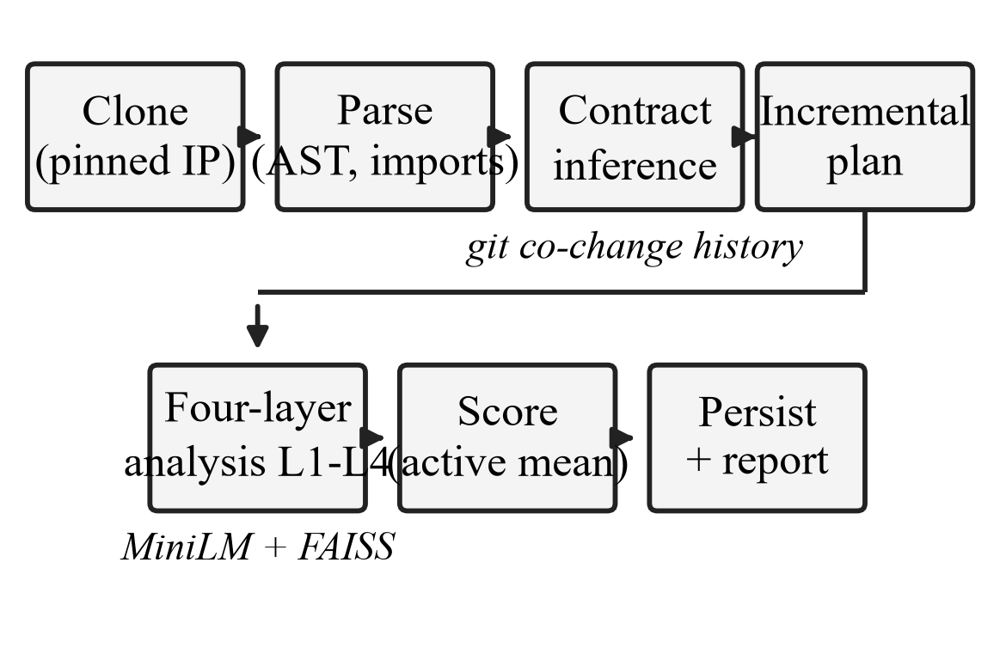 Clone
(pinned IP)
Parse
(AST, imports)
Contract
inference
Incremental
plan
git co-change history
Four-layer
analysis L1-L4
Score
(active mean)
Persist
+ report
MiniLM + FAISS